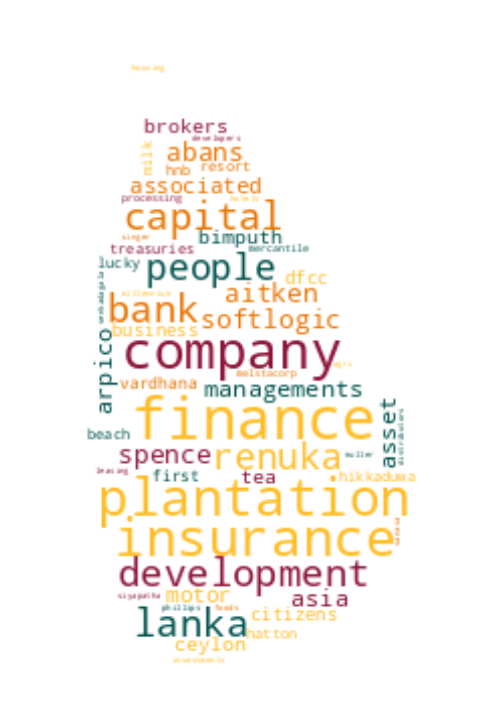 housing
brokers
developers
milk
abans
hnb
resort
associated
processing
hotels
capital
singer
bimputh
treasuries
mercantile
lucky
people
dfcc
ambadagala
aitken
millennium
bank
softlogic
business
company
arpico
agri
melstacorp
vardhana
managements
finance
asset
distributors
beach
spence
renuka
muller
leasing
first
tea
hikkaduwa
plantation
insurance
development
siyapatha
motor
asia
phillips
foods
lanka
citizens
hatton
ceylon
investments